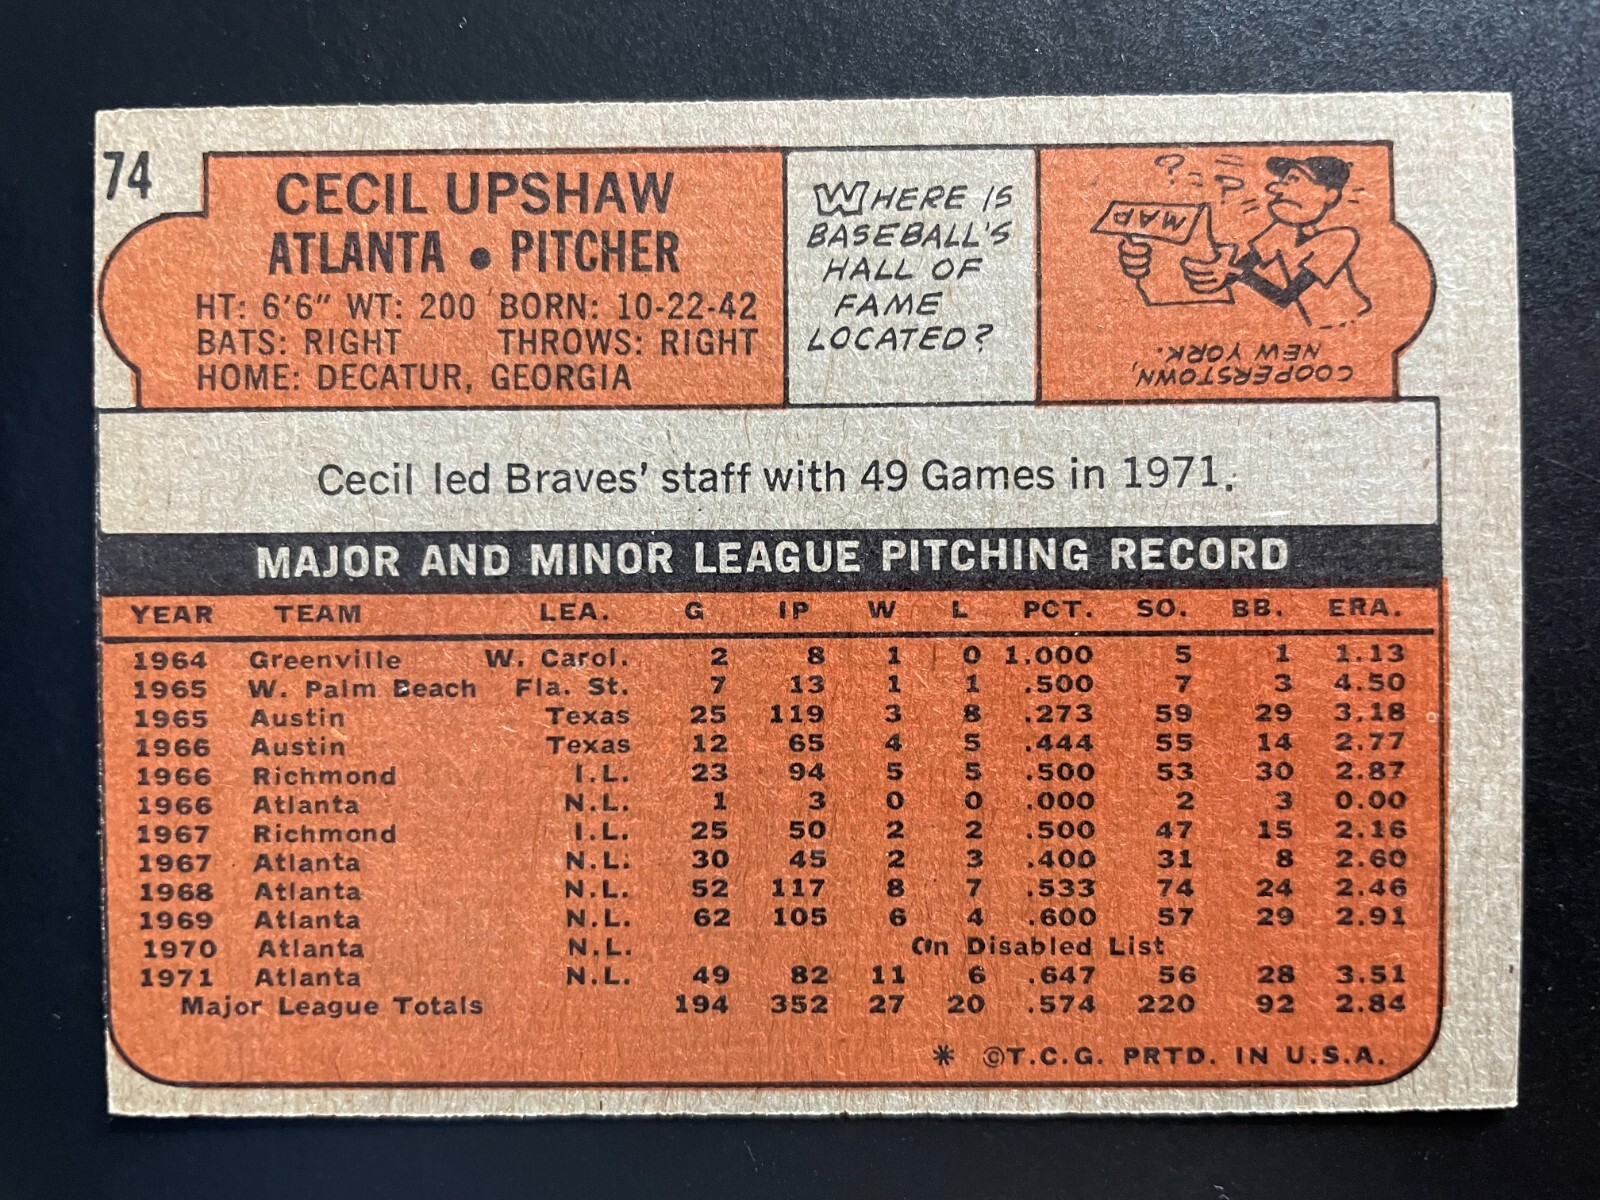 74
CECIL UPSHAW
ATLANTA • PITCHER
HT: 6'6" WT: 200 BORN: 10-22-42
BATS: RIGHT THROWS: RIGHT
HOME: DECATUR, GEORGIA
WHERE IS
BASEBALL'S
HALL OF
FAME
LOCATED?
? ?
MAP
COOPERSTOWN,
NEW YORK.
Cecil led Braves' staff with 49 Games in 1971.
MAJOR AND MINOR LEAGUE PITCHING RECORD
YEAR TEAM LEA. G IP W L PCT. SO. BB. ERA.
1964 Greenville W. Carol. 2 8 1 0 1.000 5 1 1.13
1965 W. Palm Beach Fla. St. 7 13 1 1 .500 7 3 4.50
1965 Austin Texas 25 119 3 8 .273 59 29 3.18
1966 Austin Texas 12 65 4 5 .444 55 14 2.77
1966 Richmond I.L. 23 94 5 5 .500 53 30 2.87
1966 Atlanta N.L. 1 3 0 0 .000 2 3 0.00
1967 Richmond I.L. 25 50 2 2 .500 47 15 2.16
1967 Atlanta N.L. 30 45 2 3 .400 31 8 2.60
1968 Atlanta N.L. 52 117 8 7 .533 74 24 2.46
1969 Atlanta N.L. 62 105 6 4 .600 57 29 2.91
1970 Atlanta N.L. On Disabled List
1971 Atlanta N.L. 49 82 11 6 .647 56 28 3.51
Major League Totals 194 352 27 20 .574 220 92 2.84
* ©T.C.G. PRTD. IN U.S.A.